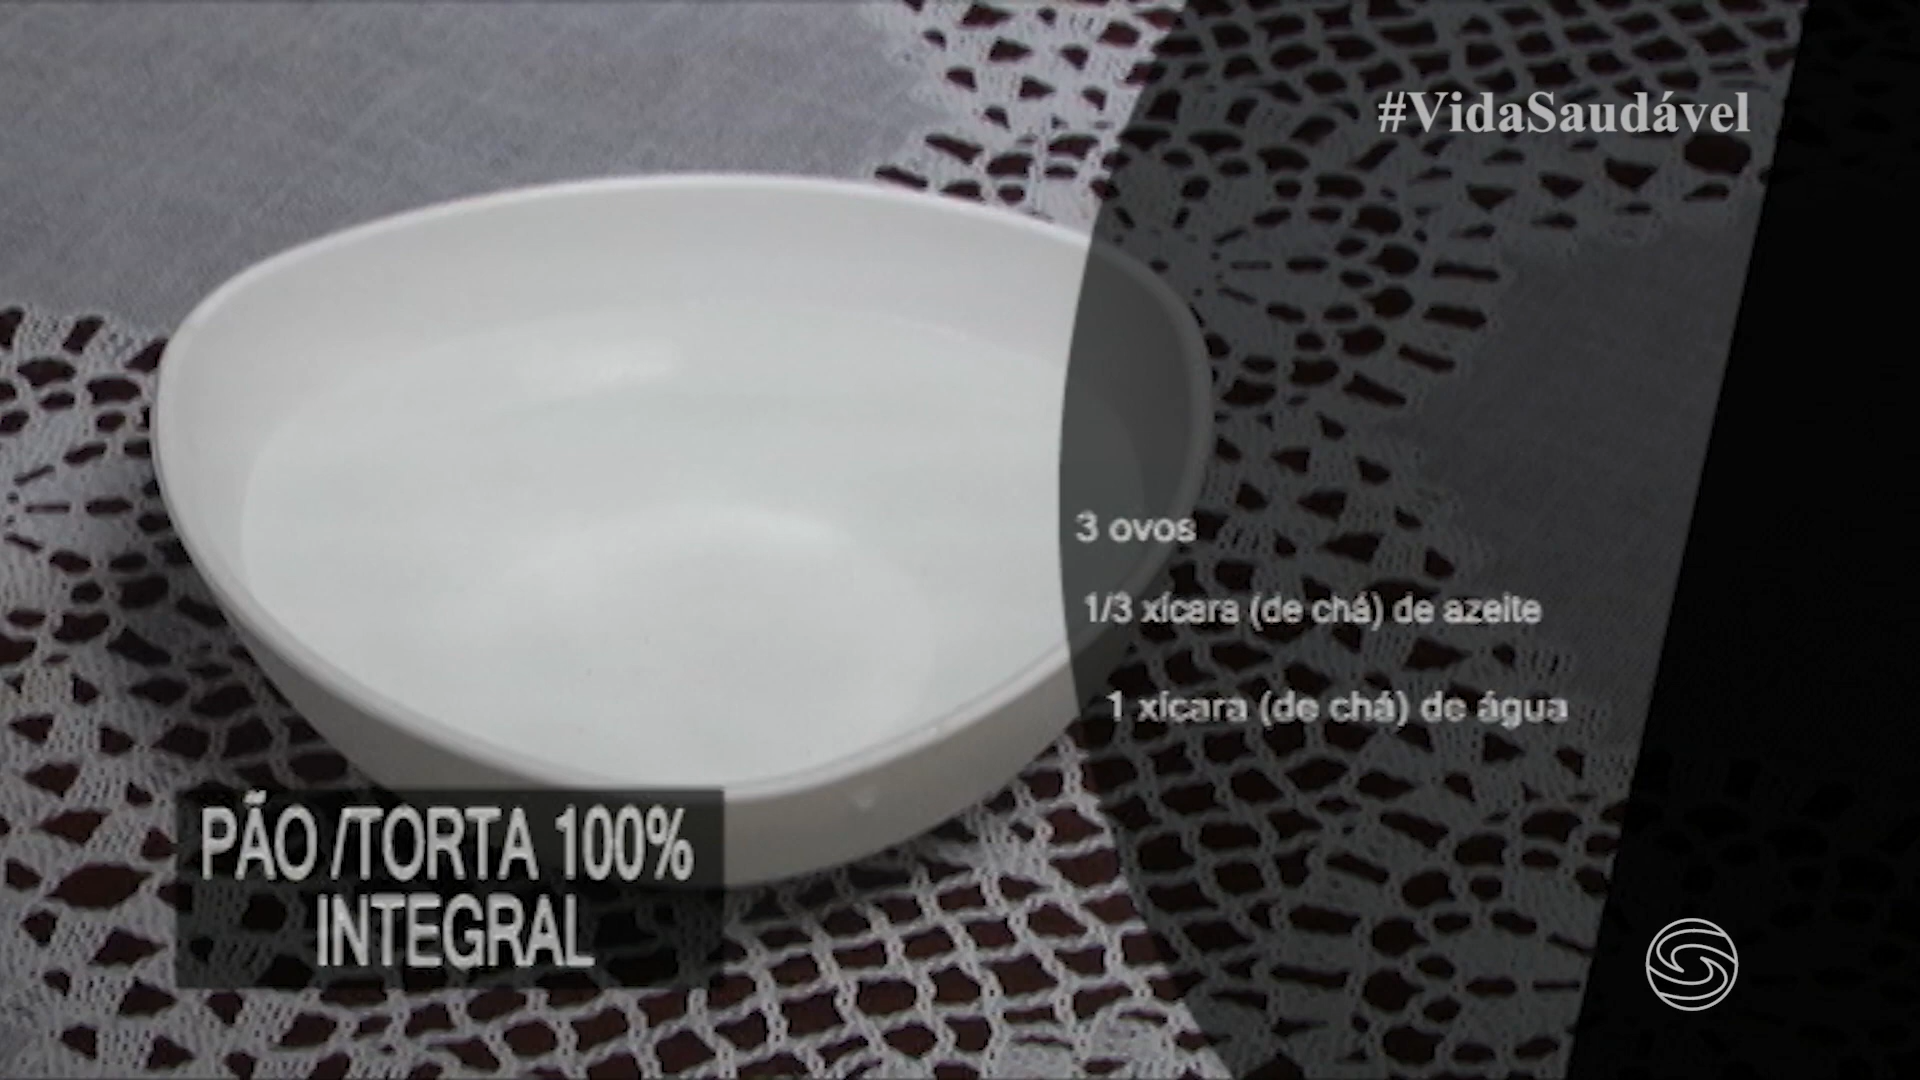 #VidaSaudável
3 ovos
1/3 xícara (de chá) de azeite
1 xícara (de chá) de água
PÃO /TORTA 100%
INTEGRAL